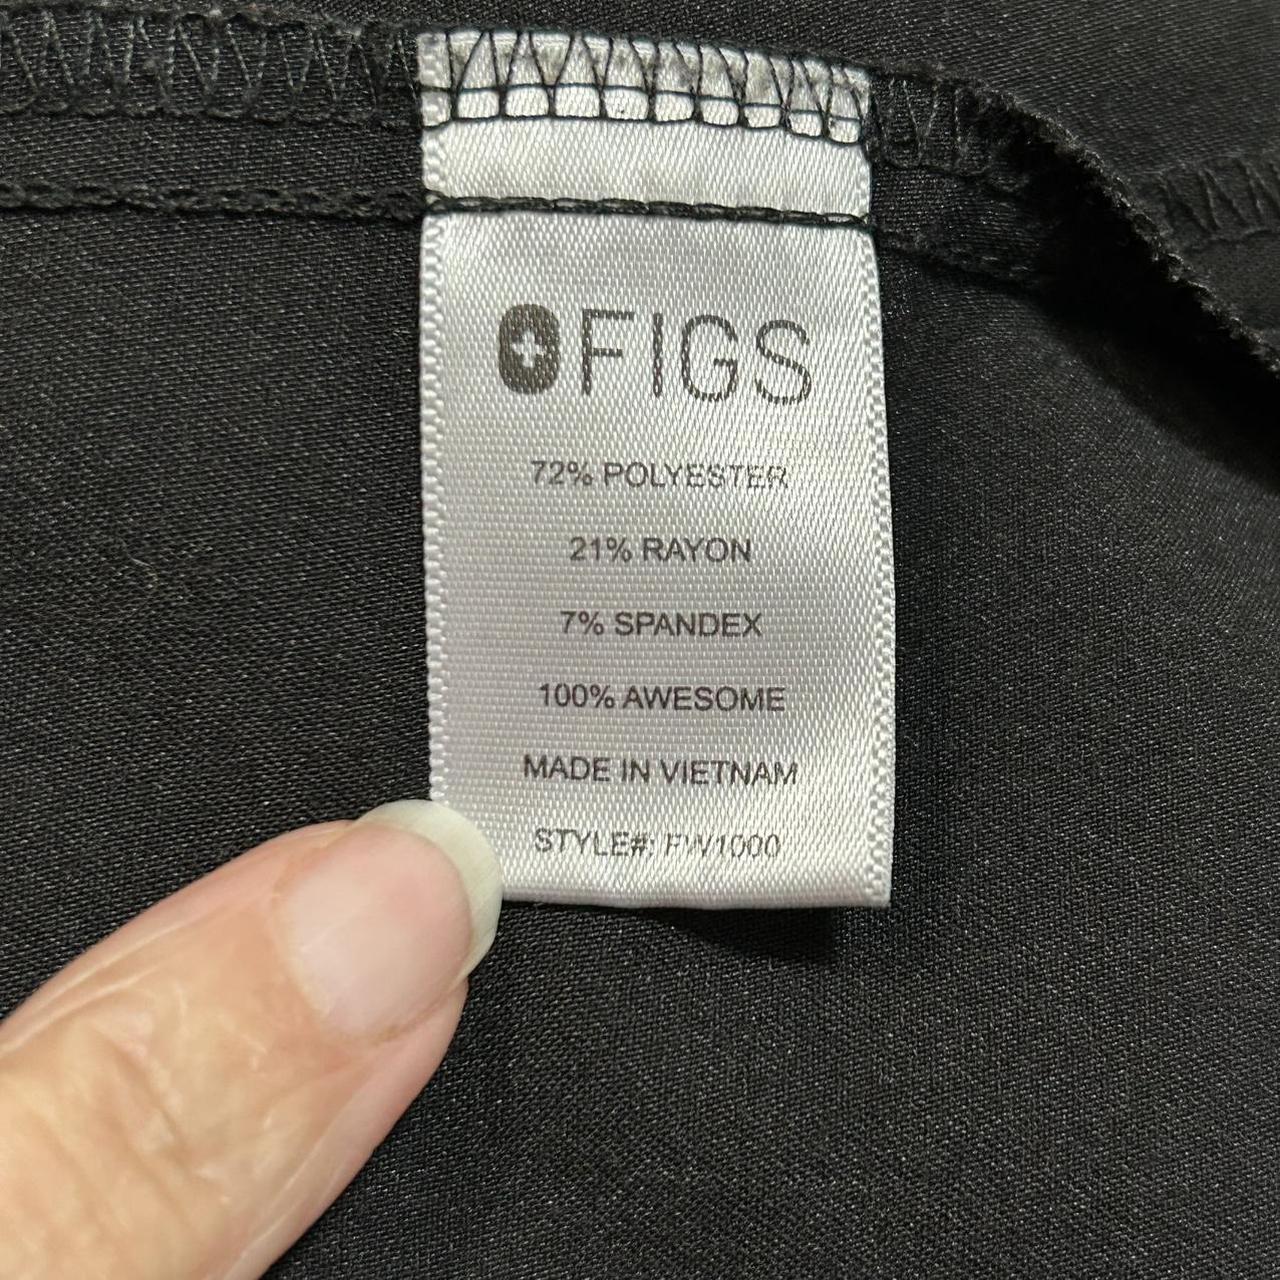 FIGS
72% POLYESTER
21% RAYON
7% SPANDEX
100% AWESOME
MADE IN VIETNAM
STYLE#: FW1000